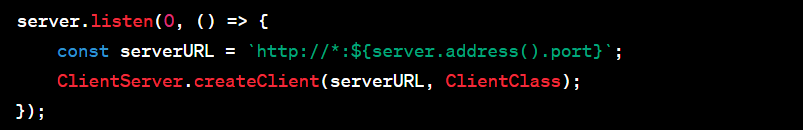 server.listen(0, () => {
    const serverURL = `http://*:${server.address().port}`;
    ClientServer.createClient(serverURL, ClientClass);
});